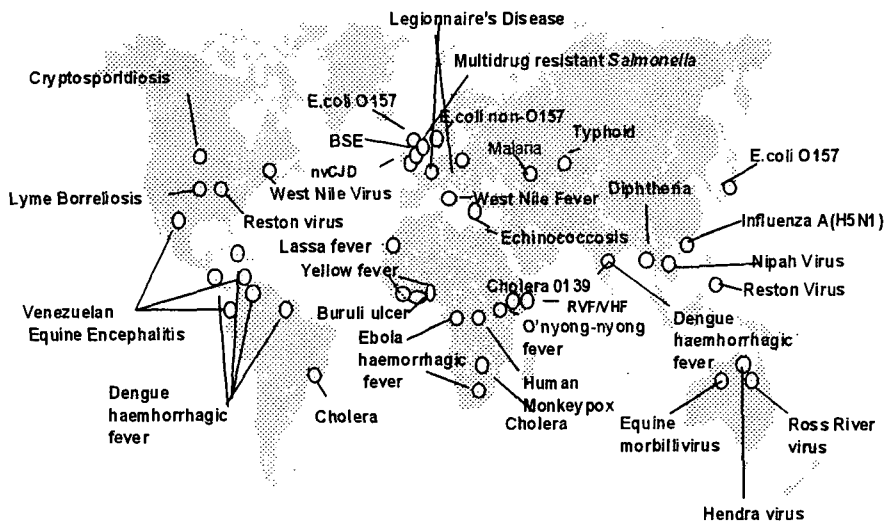 Legionnaire's Disease
Multidrug resistant Salmonella
Cryptosporidiosis
E.coli O157
E.coli non-O157
BSE
Malaria
Typhoid
E.coli O157
nvCJD
Lyme Borreliosis
West Nile Virus
West Nile Fever
Diphtheria
Reston virus
Influenza A(H5N1)
Echinococcosis
Lassa fever
Nipah Virus
Yellow fever
Cholera 0139
Reston Virus
Venezuelan
Equine Encephalitis
Buruli ulcer
RVF/VHF
O'nyong-nyong
fever
Ebola
haemorrhagic
fever
Dengue
haemhorrhagic
fever
Human
Monkeypox
Dengue
haemhorrhagic
fever
Cholera
Cholera
Equine
morbillivirus
Ross River
virus
Hendra virus